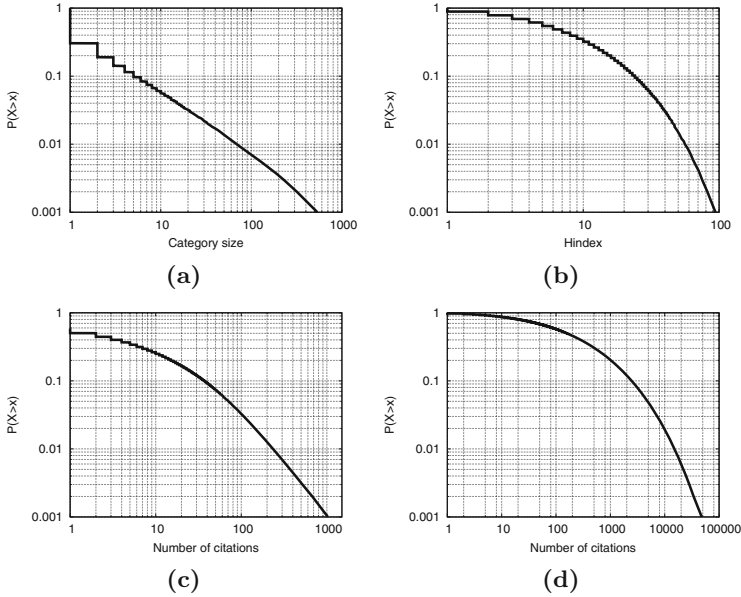 1
0.1
0.01
0.001
P(X>x)
1 10 100 1000
Category size
(a)
1
0.1
0.01
0.001
P(X>x)
1 10 100
Hindex
(b)
1
0.1
0.01
0.001
P(X>x)
1 10 100 1000
Number of citations
(c)
1
0.1
0.01
0.001
P(X>x)
1 10 100 1000 10000 100000
Number of citations
(d)